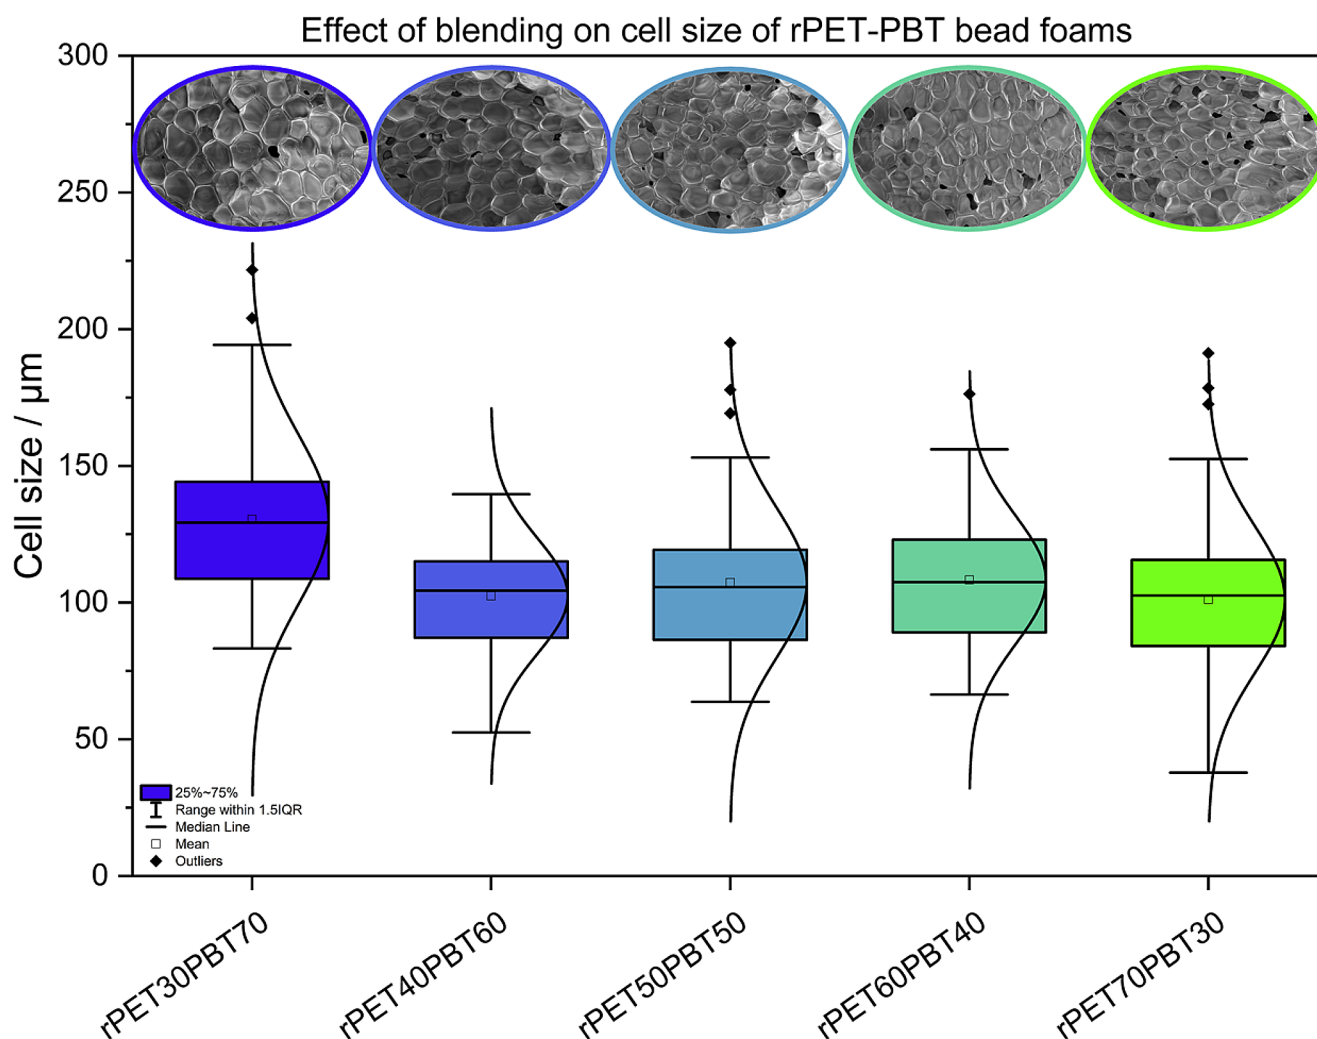 Effect of blending on cell size of rPET-PBT bead foams
300
250
200
150
100
50
0
Cell size / μm
25%~75%
Range within 1.5IQR
Median Line
Mean
Outliers
rPET30PBT70
rPET40PBT60
rPET50PBT50
rPET60PBT40
rPET70PBT30